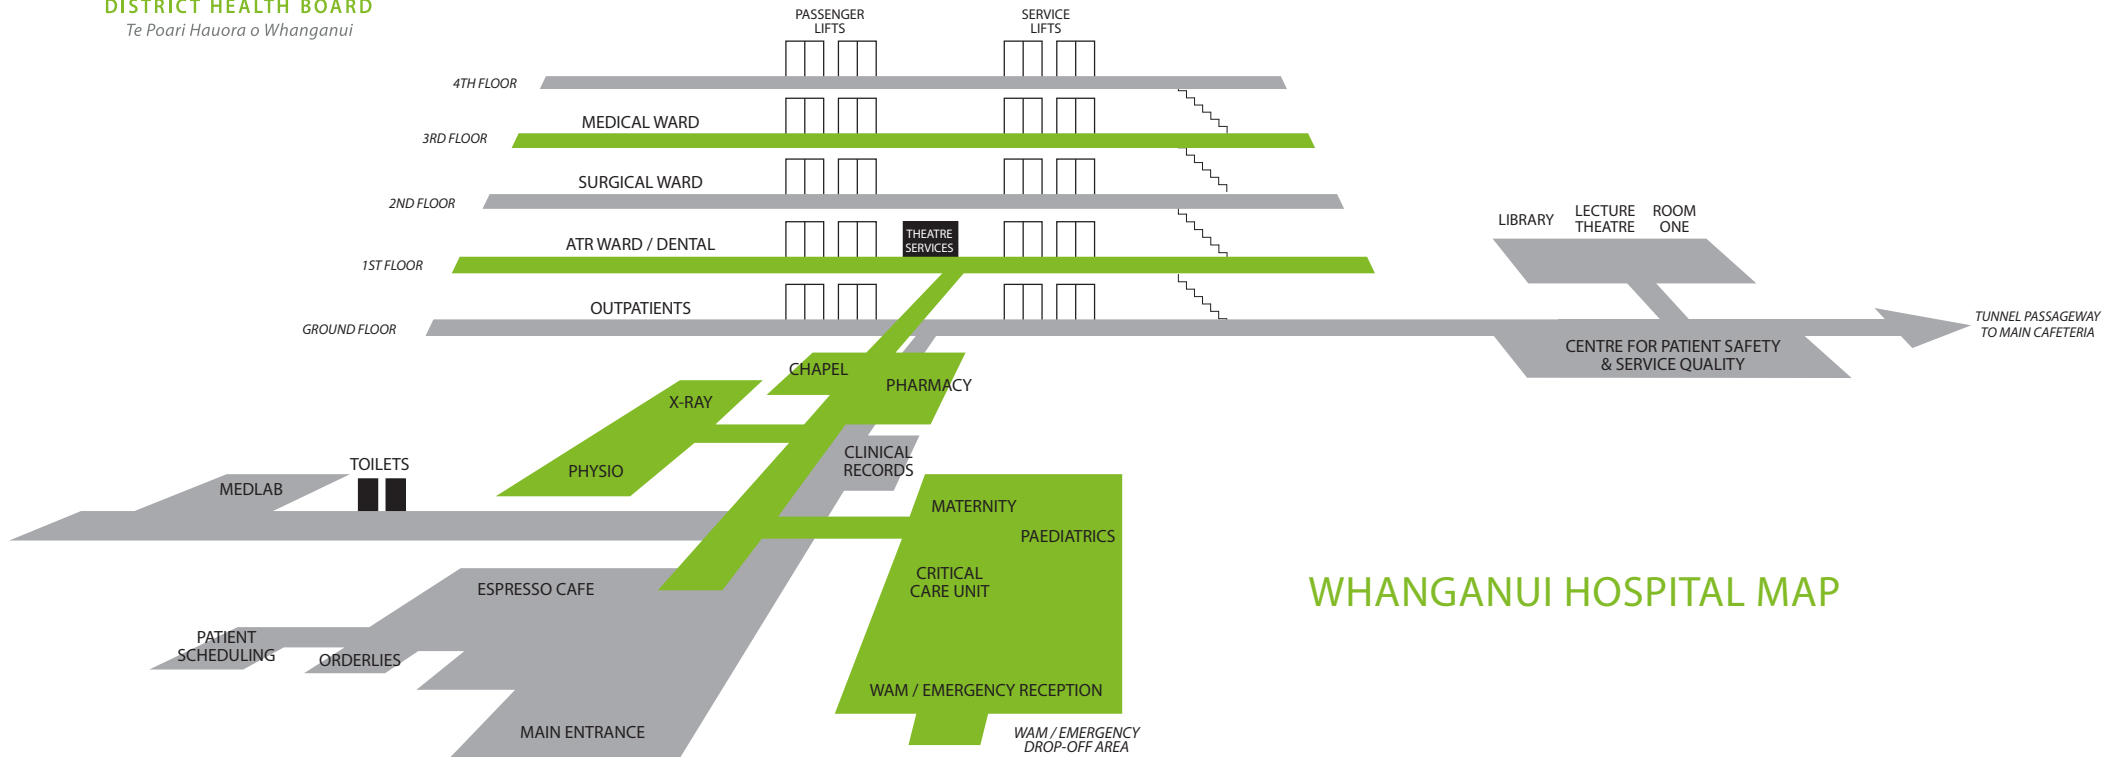 DISTRICT HEALTH BOARD
Te Poari Hauora o Whanganui
PASSENGER
LIFTS
SERVICE
LIFTS
4TH FLOOR
MEDICAL WARD
3RD FLOOR
SURGICAL WARD
2ND FLOOR
THEATRE
SERVICES
ATR WARD / DENTAL
1ST FLOOR
OUTPATIENTS
GROUND FLOOR
LIBRARY
LECTURE
THEATRE
ROOM
ONE
TUNNEL PASSAGEWAY
TO MAIN CAFETERIA
CENTRE FOR PATIENT SAFETY
& SERVICE QUALITY
CHAPEL
PHARMACY
X-RAY
PHYSIO
CLINICAL
RECORDS
TOILETS
MEDLAB
MATERNITY
PAEDIATRICS
CRITICAL
CARE UNIT
ESPRESSO CAFE
WHANGANUI HOSPITAL MAP
PATIENT
SCHEDULING
ORDERLIES
WAM / EMERGENCY RECEPTION
MAIN ENTRANCE
WAM / EMERGENCY
DROP-OFF AREA